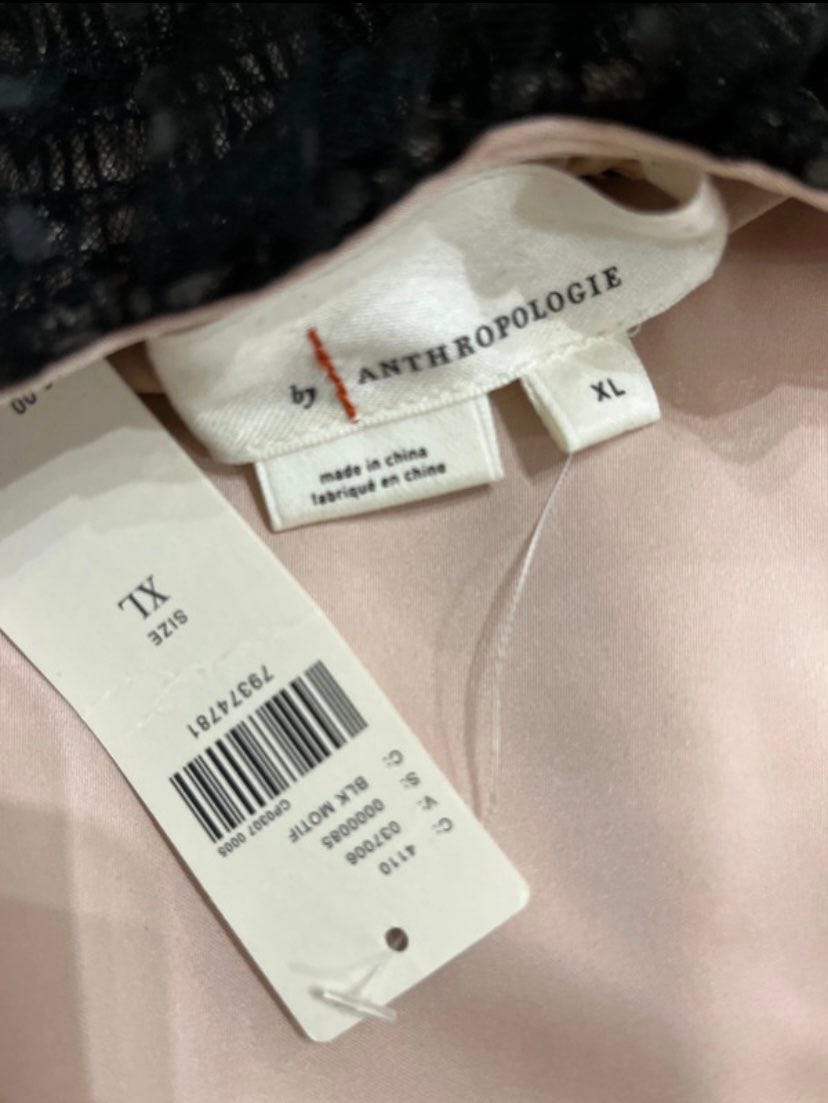 by ANTHROPOLOGIE
XL
made in china
fabriqué en chine
C: 4110
V: 037006
S: 0000085
C: BLK MOTIF
CP0307 0005
79374781
SIZE
XL